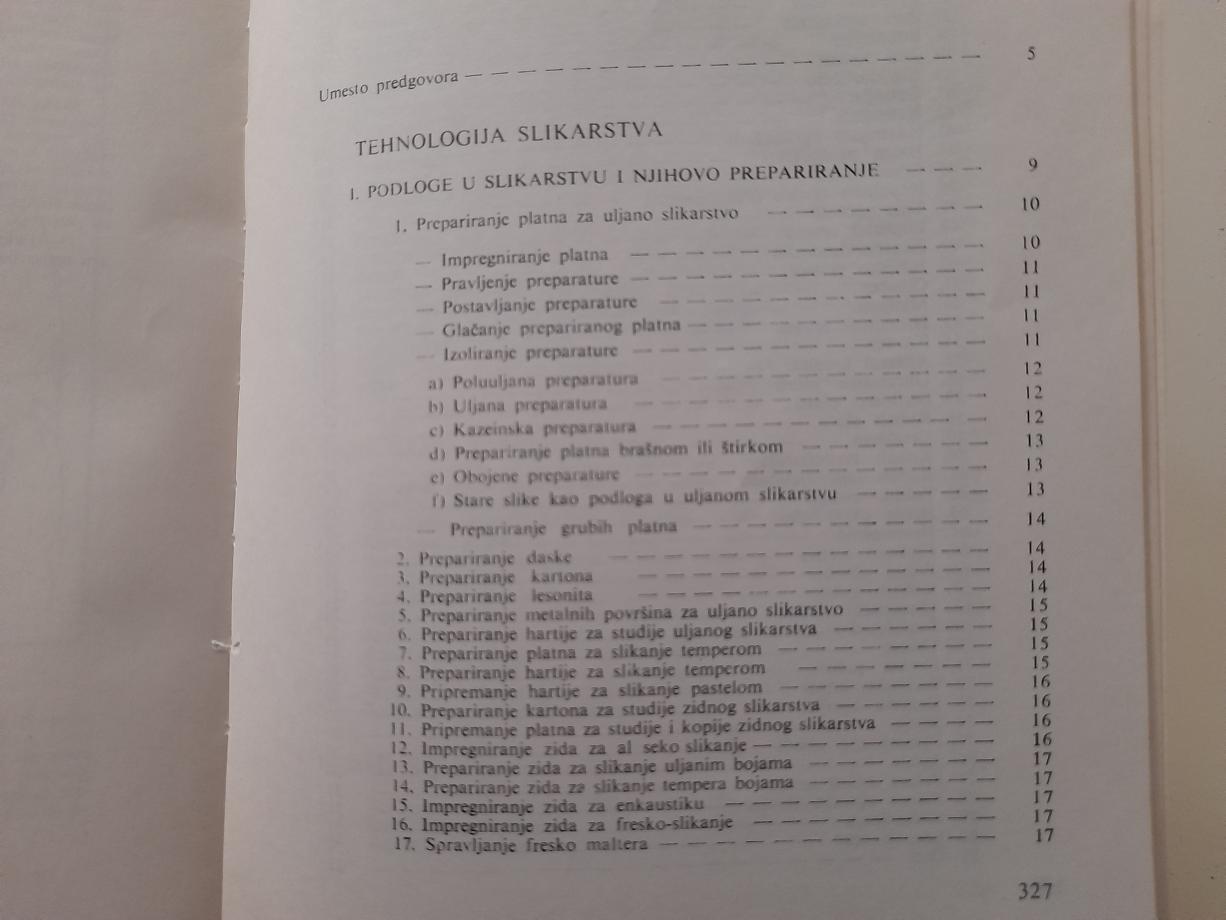 Umesto predgovora — — — — — — — — — — — — — — — — — — — 5
TEHNOLOGIJA SLIKARSTVA
I. PODLOGE U SLIKARSTVU I NJIHOVO PREPARIRANJE — — — 9
1. Prepariranje platna za uljano slikarstvo — — — — — — — — 10
— Impregniranje platna — — — — — — — — — — — — — 10
— Pravljenje preparature — — — — — — — — — — — — — 11
— Postavljanje preparature — — — — — — — — — — — — 11
— Glačanje prepariranog platna — — — — — — — — — — — 11
— Izoliranje preparature — — — — — — — — — — — — — 11
a) Poluuljana preparatura — — — — — — — — — — — — 12
b) Uljana preparatura — — — — — — — — — — — — — 12
c) Kazeinska preparatura — — — — — — — — — — — — 12
d) Prepariranje platna brašnom ili štirkom — — — — — — — 13
e) Obojene preparature — — — — — — — — — — — — — 13
f) Stare slike kao podloga u uljanom slikarstvu — — — — — 13
— Prepariranje grubih platna — — — — — — — — — — — 14
2. Prepariranje daske — — — — — — — — — — — — — — 14
3. Prepariranje kartona — — — — — — — — — — — — — 14
4. Prepariranje lesonita — — — — — — — — — — — — — 14
5. Prepariranje metalnih površina za uljano slikarstvo — — — — — 15
6. Prepariranje hartije za studije uljanog slikarstva — — — — — — 15
7. Prepariranje platna za slikanje temperom — — — — — — — — 15
8. Prepariranje hartije za slikanje temperom — — — — — — — 15
9. Pripremanje hartije za slikanje pastelom — — — — — — — — 16
10. Prepariranje kartona za studije zidnog slikarstva — — — — — — 16
11. Pripremanje platna za studije i kopije zidnog slikarstva — — — — 16
12. Impregniranje zida za al seko slikanje — — — — — — — — — 16
13. Prepariranje zida za slikanje uljanim bojama — — — — — — — 17
14. Prepariranje zida za slikanje tempera bojama — — — — — — — 17
15. Impregniranje zida za enkaustiku — — — — — — — — — — 17
16. Impregniranje zida za fresko-slikanje — — — — — — — — — 17
17. Spravljanje fresko maltera — — — — — — — — — — — — 17
327